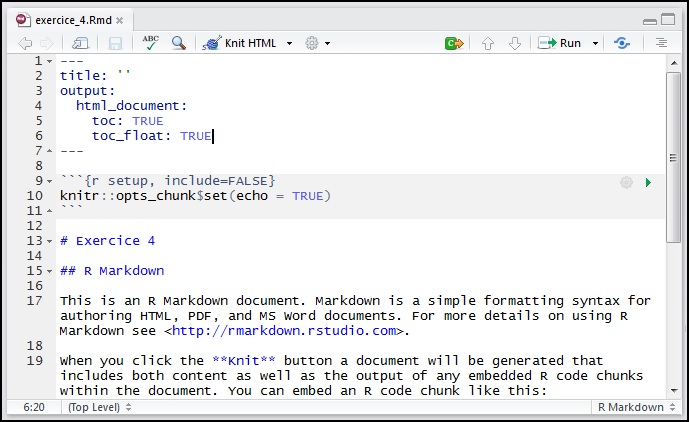 exercice_4.Rmd
ABC Knit HTML Run
1 ---
2 title: ''
3 output:
4   html_document:
5     toc: TRUE
6     toc_float: TRUE
7 ---
8
9 ```{r setup, include=FALSE}
10 knitr::opts_chunk$set(echo = TRUE)
11 ```
12
13 # Exercice 4
14
15 ## R Markdown
16
17 This is an R Markdown document. Markdown is a simple formatting syntax for
authoring HTML, PDF, and MS Word documents. For more details on using R
Markdown see <http://rmarkdown.rstudio.com>.
18
19 When you click the **Knit** button a document will be generated that
includes both content as well as the output of any embedded R code chunks
within the document. You can embed an R code chunk like this:
6:20 (Top Level) R Markdown